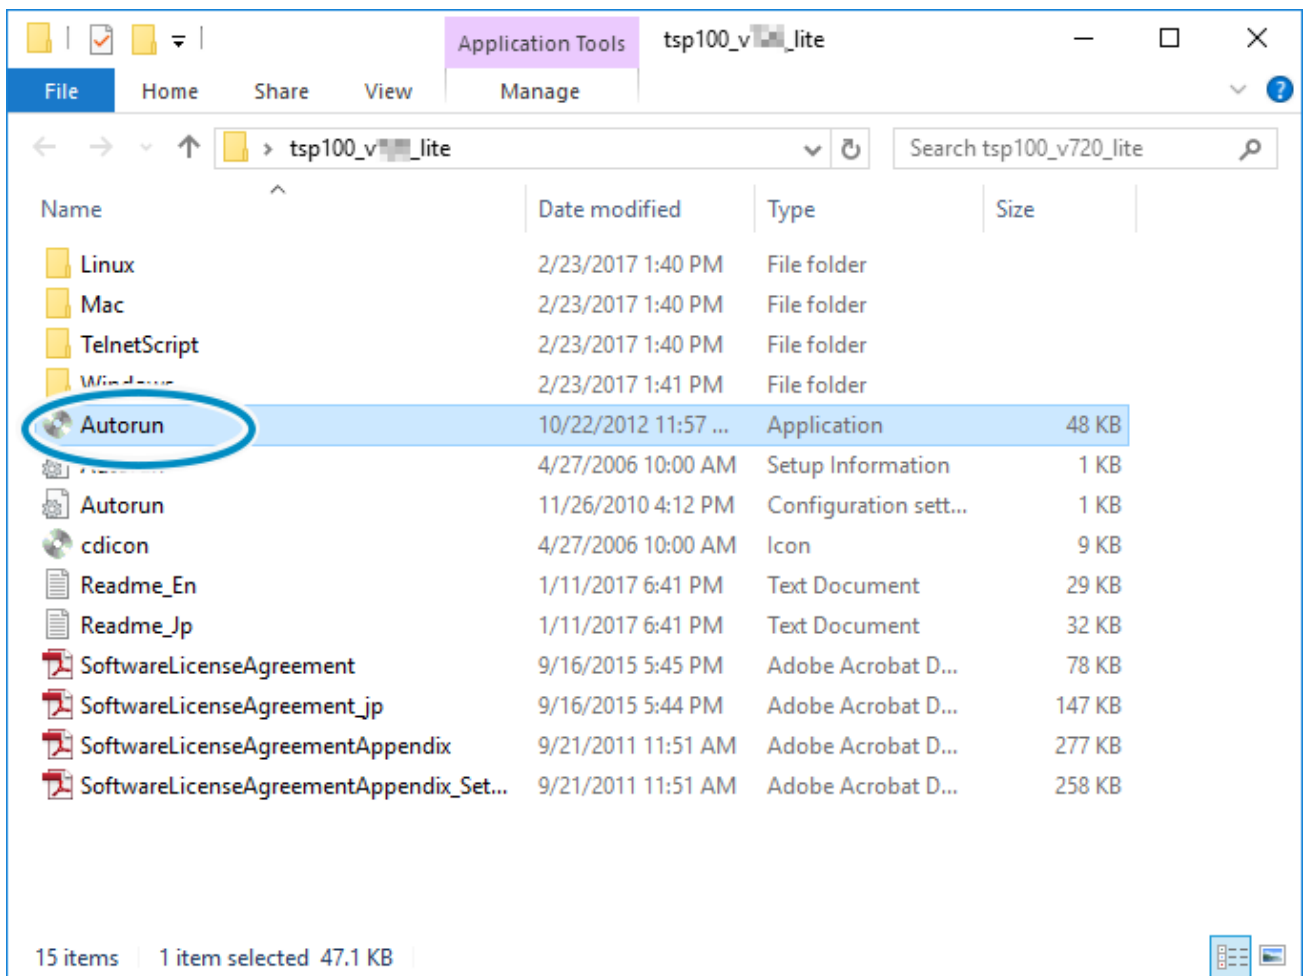 Application Tools tsp100_v _lite
File Home Share View Manage
tsp100_v _lite Search tsp100_v720_lite
Name Date modified Type Size
Linux 2/23/2017 1:40 PM File folder
Mac 2/23/2017 1:40 PM File folder
TelnetScript 2/23/2017 1:40 PM File folder
Windows 2/23/2017 1:41 PM File folder
Autorun 10/22/2012 11:57 ... Application 48 KB
4/27/2006 10:00 AM Setup Information 1 KB
Autorun 11/26/2010 4:12 PM Configuration sett... 1 KB
cdicon 4/27/2006 10:00 AM Icon 9 KB
Readme_En 1/11/2017 6:41 PM Text Document 29 KB
Readme_Jp 1/11/2017 6:41 PM Text Document 32 KB
SoftwareLicenseAgreement 9/16/2015 5:45 PM Adobe Acrobat D... 78 KB
SoftwareLicenseAgreement_jp 9/16/2015 5:44 PM Adobe Acrobat D... 147 KB
SoftwareLicenseAgreementAppendix 9/21/2011 11:51 AM Adobe Acrobat D... 277 KB
SoftwareLicenseAgreementAppendix_Set... 9/21/2011 11:51 AM Adobe Acrobat D... 258 KB
15 items 1 item selected 47.1 KB